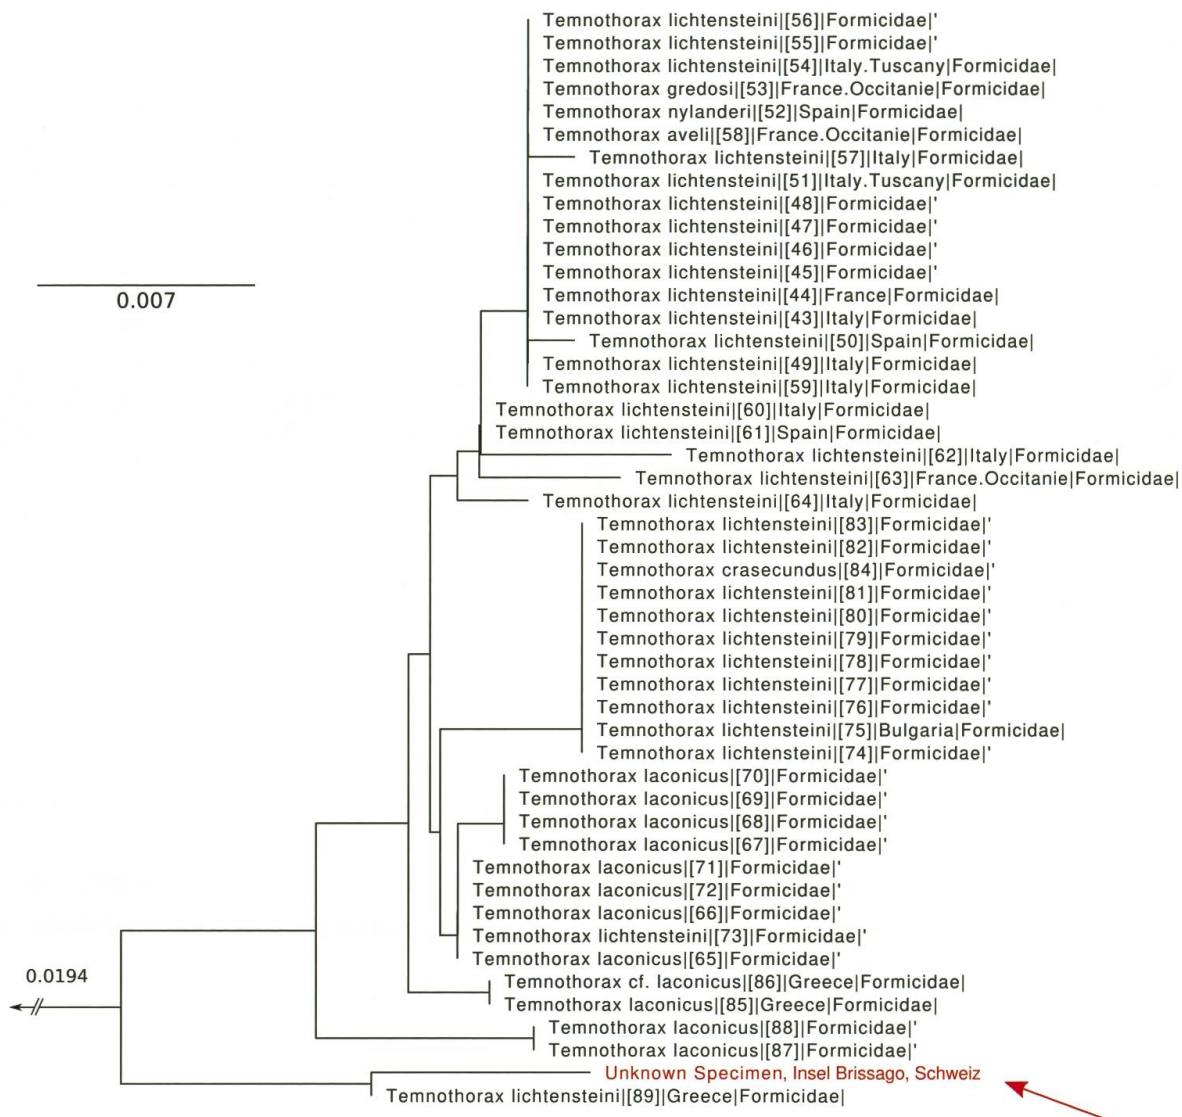 Temnothorax lichtensteini|[56]|Formicidae|'
Temnothorax lichtensteini|[55]|Formicidae|'
Temnothorax lichtensteini|[54]|Italy.Tuscany|Formicidae|
Temnothorax gredosi|[53]|France.Occitanie|Formicidae|
Temnothorax nylanderi|[52]|Spain|Formicidae|
Temnothorax aveli|[58]|France.Occitanie|Formicidae|
Temnothorax lichtensteini|[57]|Italy|Formicidae|
Temnothorax lichtensteini|[51]|Italy.Tuscany|Formicidae|
Temnothorax lichtensteini|[48]|Formicidae|'
Temnothorax lichtensteini|[47]|Formicidae|'
Temnothorax lichtensteini|[46]|Formicidae|'
Temnothorax lichtensteini|[45]|Formicidae|'
Temnothorax lichtensteini|[44]|France|Formicidae|
0.007
Temnothorax lichtensteini|[43]|Italy|Formicidae|
Temnothorax lichtensteini|[50]|Spain|Formicidae|
Temnothorax lichtensteini|[49]|Italy|Formicidae|
Temnothorax lichtensteini|[59]|Italy|Formicidae|
Temnothorax lichtensteini|[60]|Italy|Formicidae|
Temnothorax lichtensteini|[61]|Spain|Formicidae|
Temnothorax lichtensteini|[62]|Italy|Formicidae|
Temnothorax lichtensteini|[63]|France.Occitanie|Formicidae|
Temnothorax lichtensteini|[64]|Italy|Formicidae|
Temnothorax lichtensteini|[83]|Formicidae|'
Temnothorax lichtensteini|[82]|Formicidae|'
Temnothorax crasecundus|[84]|Formicidae|'
Temnothorax lichtensteini|[81]|Formicidae|'
Temnothorax lichtensteini|[80]|Formicidae|'
Temnothorax lichtensteini|[79]|Formicidae|'
Temnothorax lichtensteini|[78]|Formicidae|'
Temnothorax lichtensteini|[77]|Formicidae|'
Temnothorax lichtensteini|[76]|Formicidae|'
Temnothorax lichtensteini|[75]|Bulgaria|Formicidae|
Temnothorax lichtensteini|[74]|Formicidae|'
Temnothorax laconicus|[70]|Formicidae|'
Temnothorax laconicus|[69]|Formicidae|'
Temnothorax laconicus|[68]|Formicidae|'
Temnothorax laconicus|[67]|Formicidae|'
Temnothorax laconicus|[71]|Formicidae|'
Temnothorax laconicus|[72]|Formicidae|'
Temnothorax laconicus|[66]|Formicidae|'
Temnothorax lichtensteini|[73]|Formicidae|'
Temnothorax laconicus|[65]|Formicidae|'
0.0194
Temnothorax cf. laconicus|[86]|Greece|Formicidae|
Temnothorax laconicus|[85]|Greece|Formicidae|
Temnothorax laconicus|[88]|Formicidae|'
Temnothorax laconicus|[87]|Formicidae|'
Unknown Specimen, Insel Brissago, Schweiz
Temnothorax lichtensteini|[89]|Greece|Formicidae|